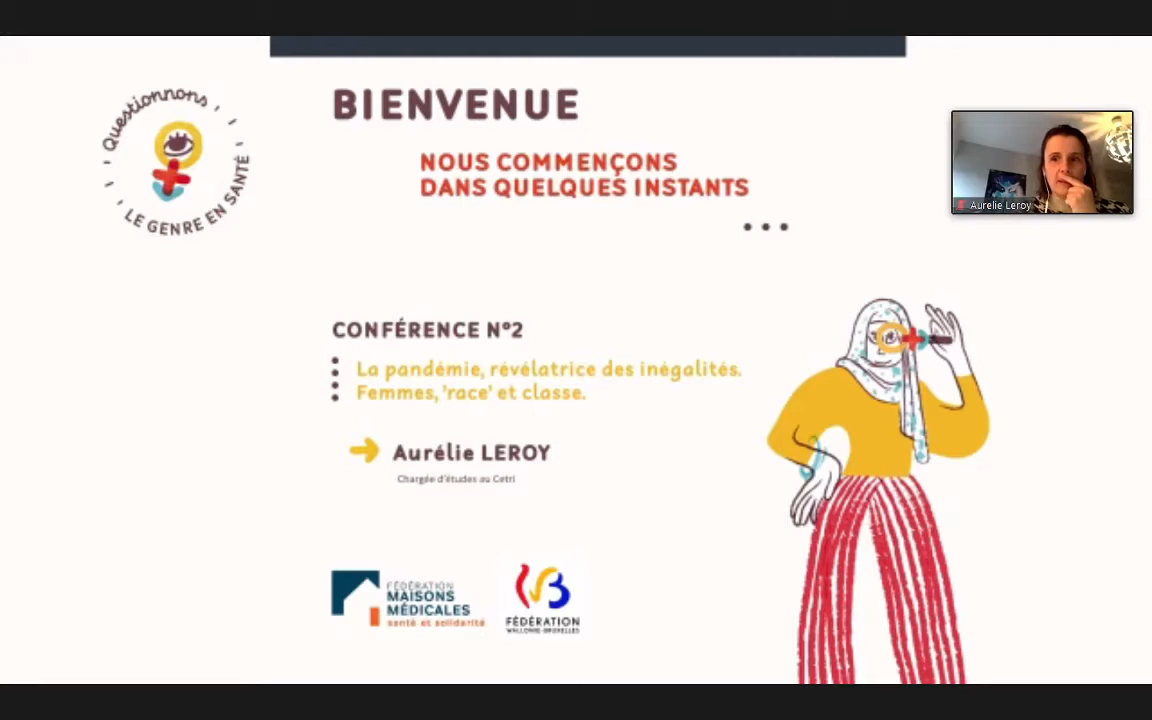 Questionnons
LE GENRE EN SANTÉ
BIENVENUE
NOUS COMMENÇONS
DANS QUELQUES INSTANTS
...
Aurelie Leroy
CONFÉRENCE N°2
La pandémie, révélatrice des inégalités.
Femmes, 'race' et classe.
Aurélie LEROY
Chargée d'études au Cetri
FÉDÉRATION
MAISONS
MÉDICALES
santé et solidarité
FÉDÉRATION
WALLONIE-BRUXELLES